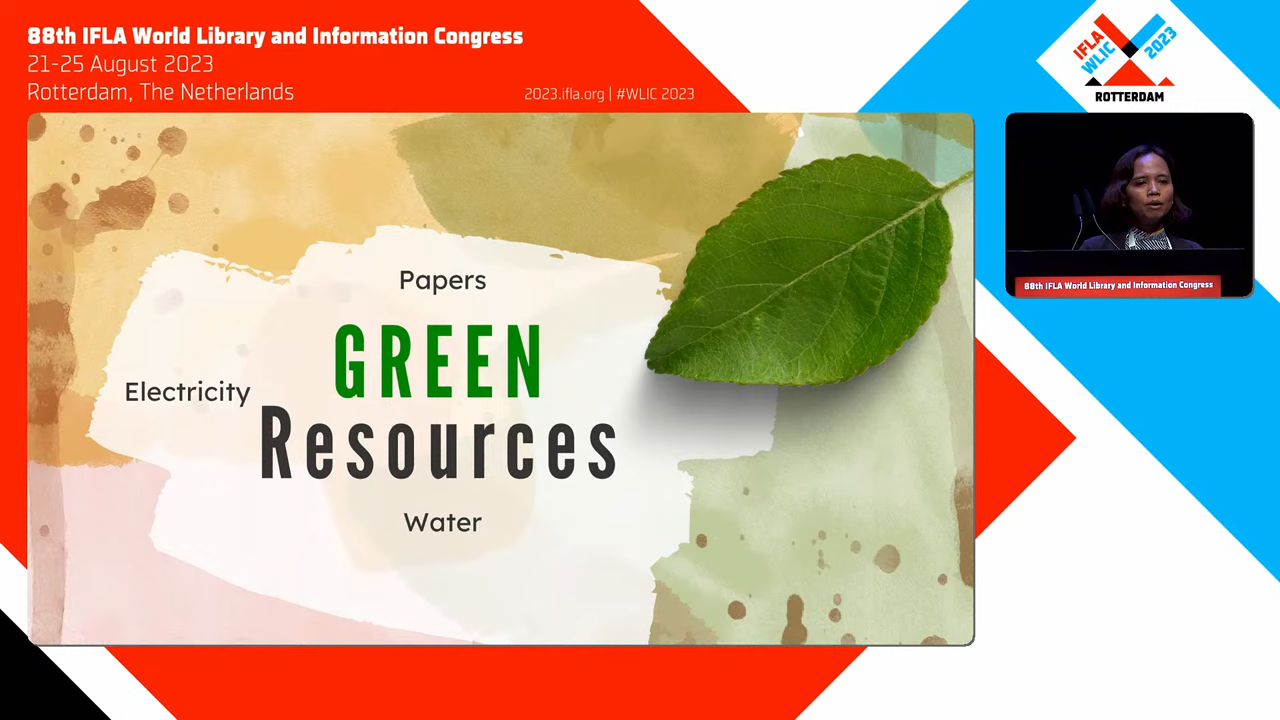 88th IFLA World Library and Information Congress
21-25 August 2023
Rotterdam, The Netherlands
2023.ifla.org | #WLIC 2023
IFLA
WLIC
2023
ROTTERDAM
Papers
GREEN
Electricity
Resources
Water
88th IFLA World Library and Information Congress